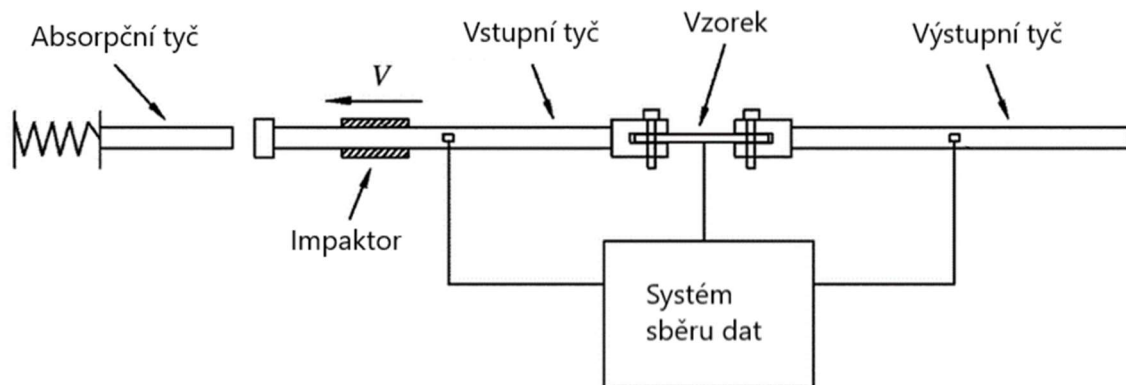 Absorpční tyč
V
Vstupní tyč
Vzorek
Výstupní tyč
Impaktor
Systém
sběru dat